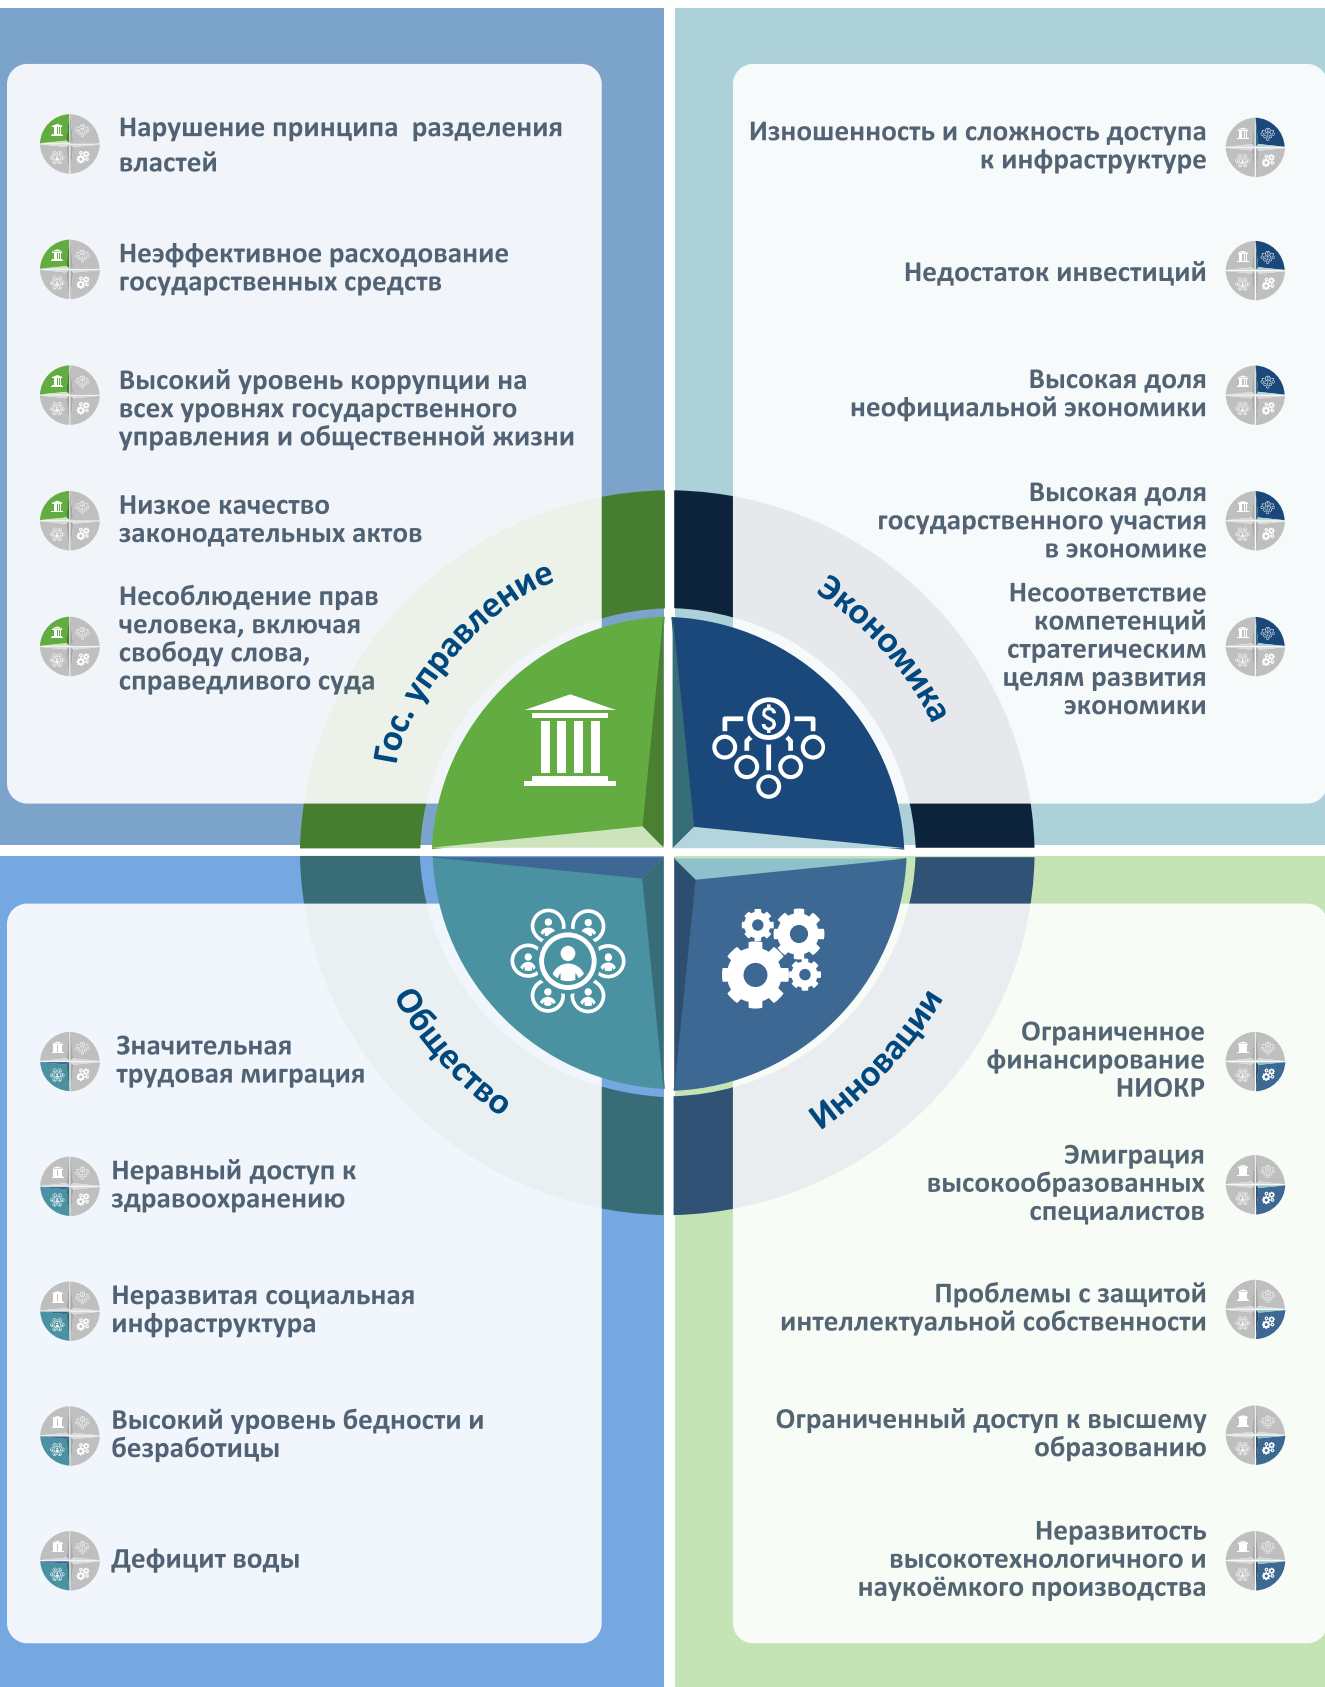 Нарушение принципа разделения
властей
Неэффективное расходование
государственных средств
Высокий уровень коррупции на
всех уровнях государственного
управления и общественной жизни
Низкое качество
законодательных актов
Несоблюдение прав
человека, включая
свободу слова,
справедливого суда
Гос. управление
Изношенность и сложность доступа
к инфраструктуре
Недостаток инвестиций
Высокая доля
неофициальной экономики
Высокая доля
государственного участия
в экономике
Несоответствие
компетенций
стратегическим
целям развития
экономики
Экономика
$
Общество
Значительная
трудовая миграция
Неравный доступ к
здравоохранению
Неразвитая социальная
инфраструктура
Высокий уровень бедности и
безработицы
Дефицит воды
Инновации
Ограниченное
финансирование
НИОКР
Эмиграция
высокообразованных
специалистов
Проблемы с защитой
интеллектуальной собственности
Ограниченный доступ к высшему
образованию
Неразвитость
высокотехнологичного и
наукоёмкого производства